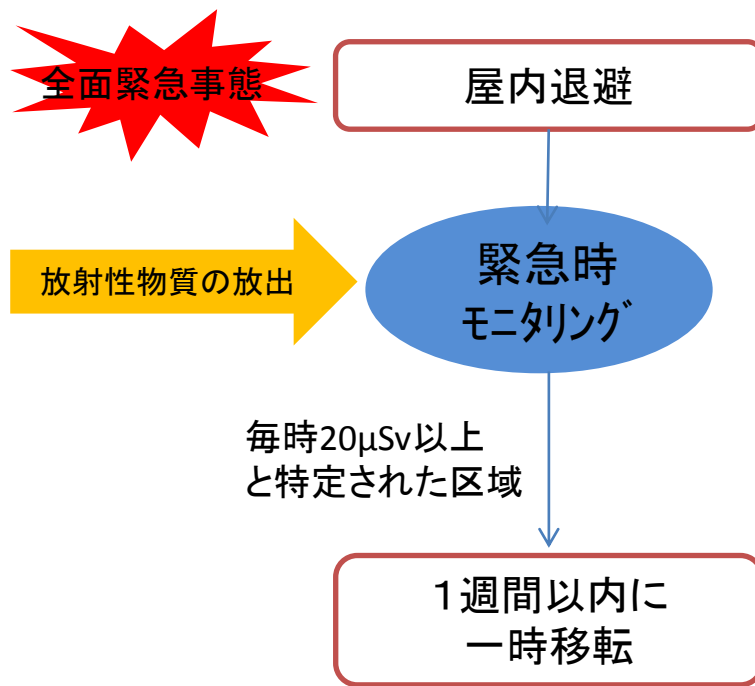 全面緊急事態
屋内退避
放射性物質の放出
緊急時
モニタリング
毎時20μSv以上
と特定された区域
１週間以内に
一時移転